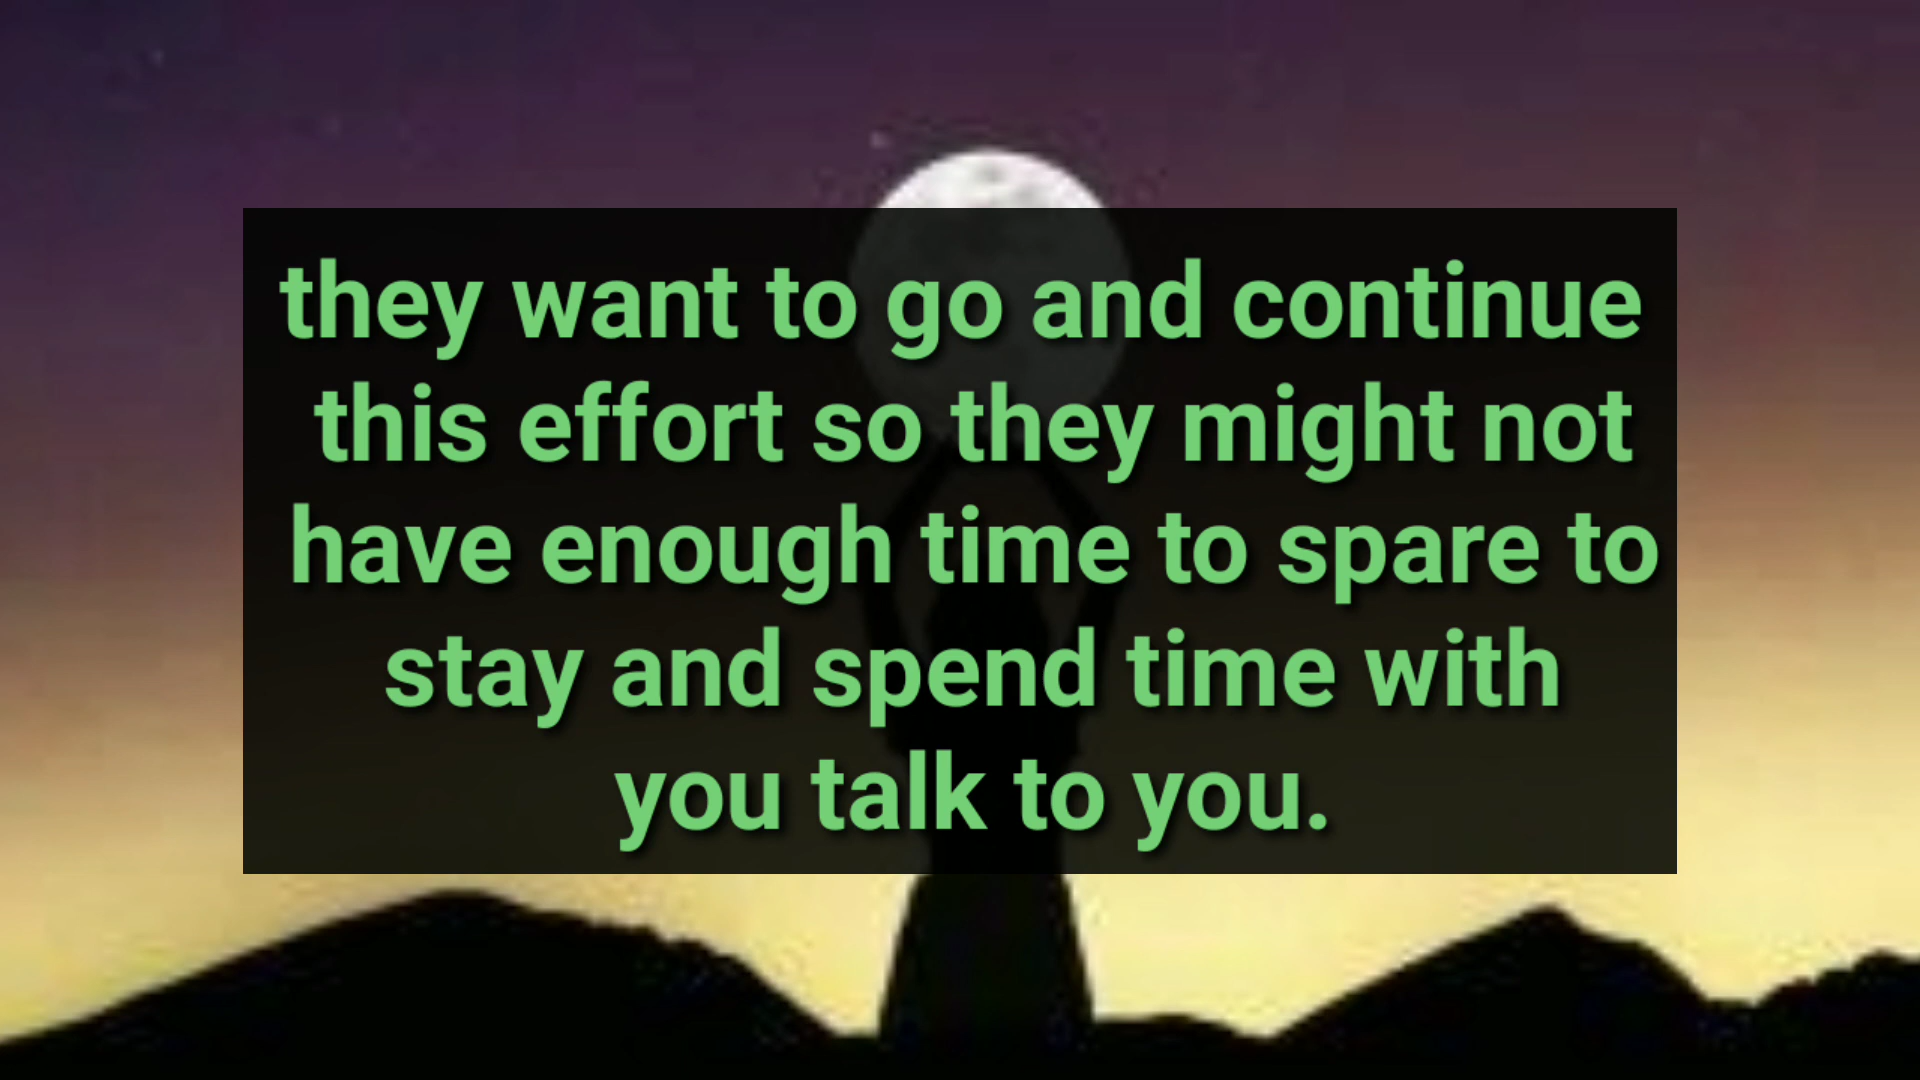 they want to go and continue
this effort so they might not
have enough time to spare to
stay and spend time with
you talk to you.